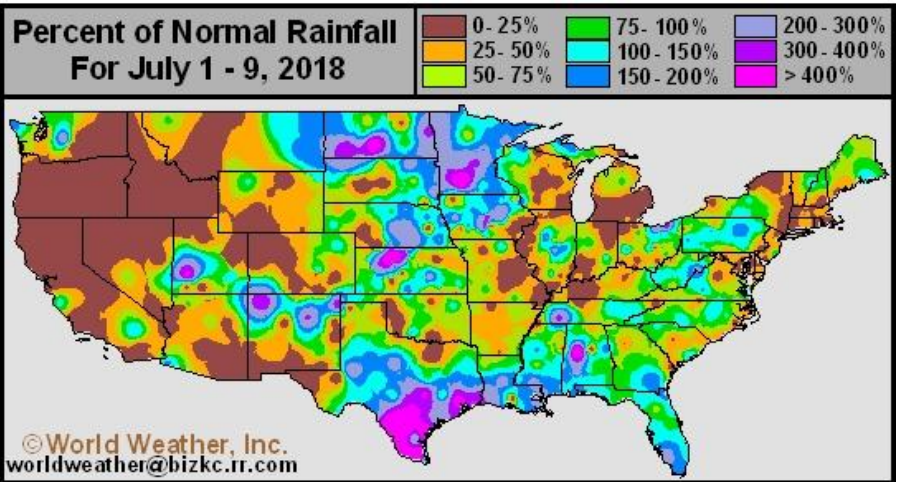 Percent of Normal Rainfall
For July 1 - 9, 2018
0 - 25%
25 - 50%
50 - 75%
75 - 100%
100 - 150%
150 - 200%
200 - 300%
300 - 400%
> 400%
©World Weather, Inc.
worldweather@bizkc.rr.com